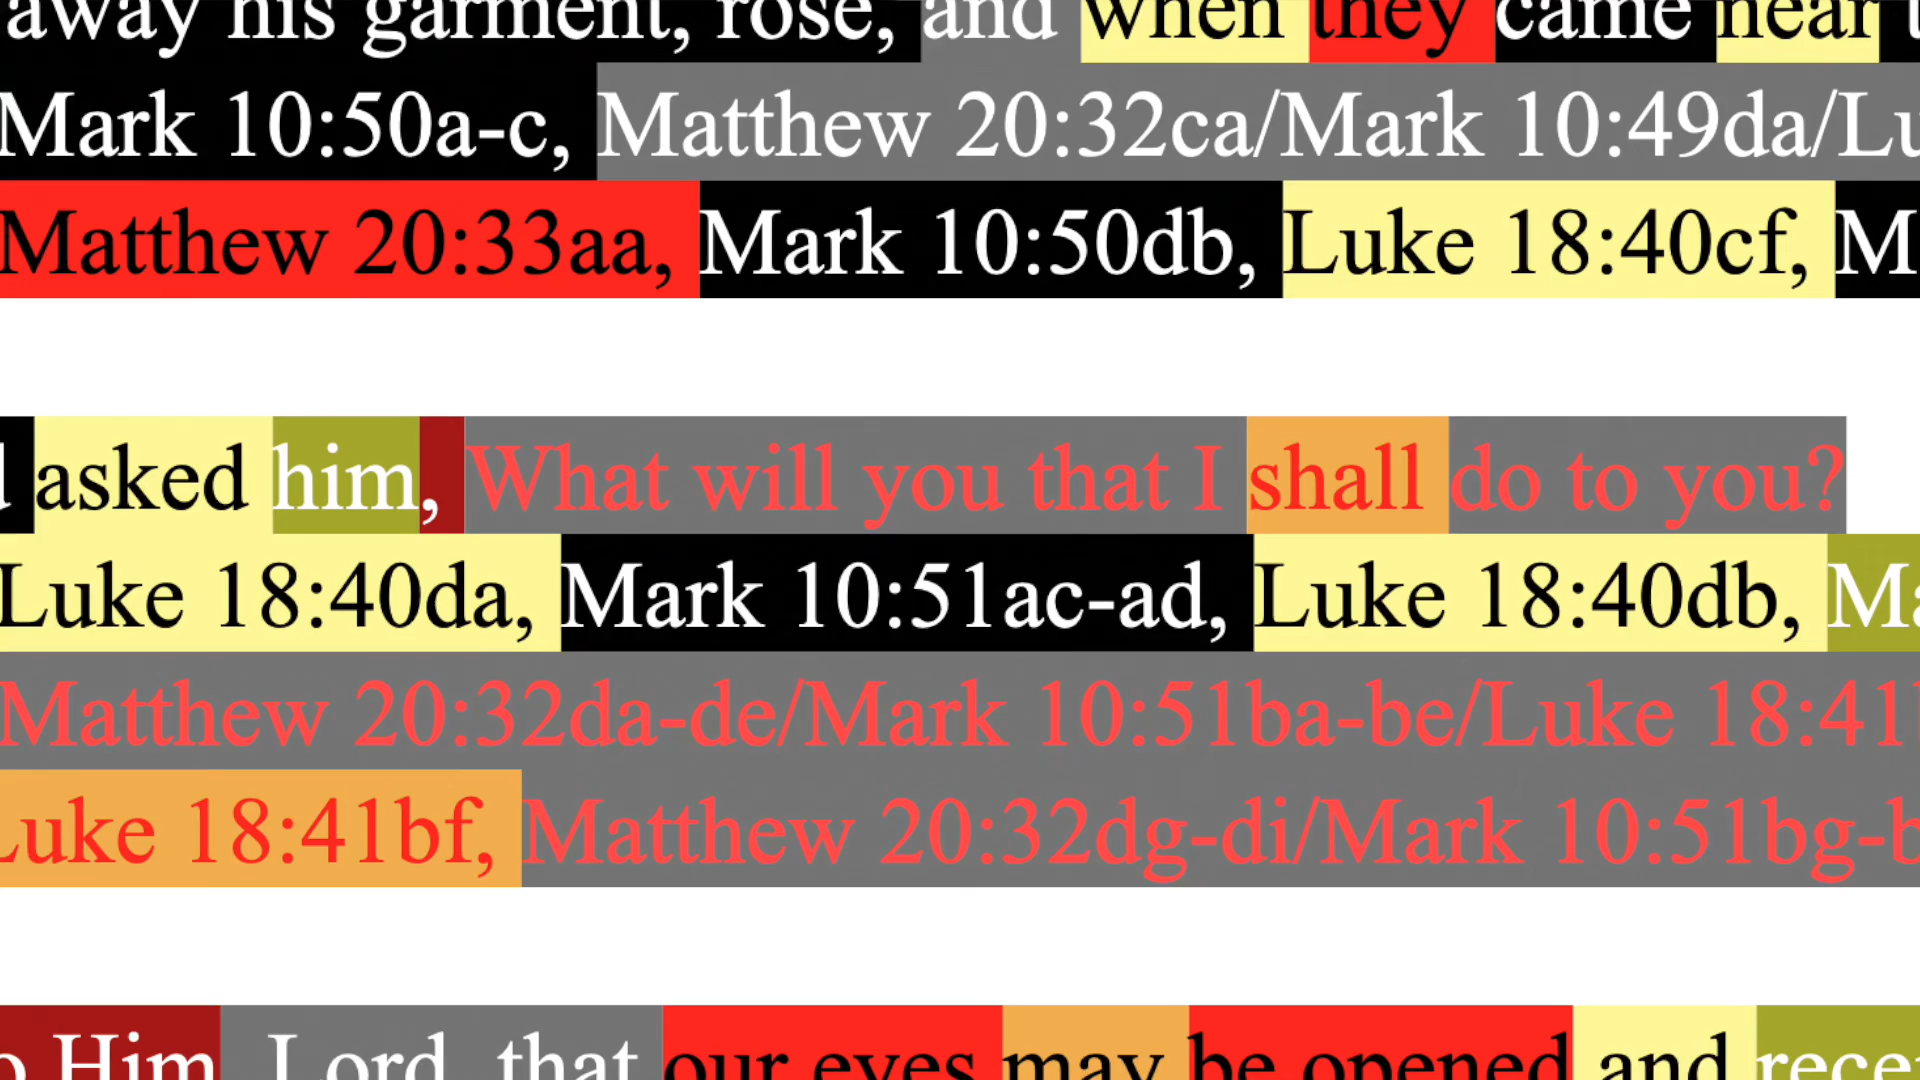 away his garment, rose, and when they came near
Mark 10:50a-c, Matthew 20:32ca/Mark 10:49da/Lu
Matthew 20:33aa, Mark 10:50db, Luke 18:40cf, M
asked him, What will you that I shall do to you?
Luke 18:40da, Mark 10:51ac-ad, Luke 18:40db, Ma
Matthew 20:32da-de/Mark 10:51ba-be/Luke 18:41
Luke 18:41bf, Matthew 20:32dg-di/Mark 10:51bg-b
Him, Lord, that our eyes may be opened and rece